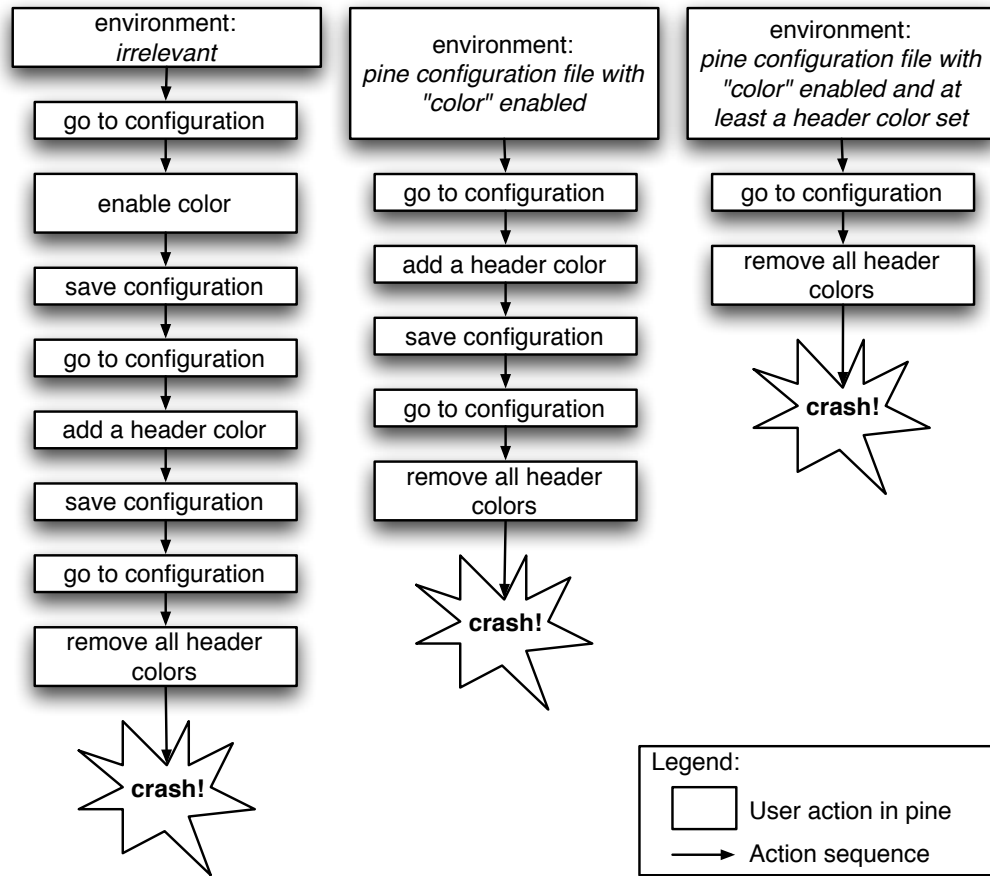 environment:
irrelevant
go to configuration
enable color
save configuration
go to configuration
add a header color
save configuration
go to configuration
remove all header
colors
crash!
environment:
pine configuration file with
"color" enabled
go to configuration
add a header color
save configuration
go to configuration
remove all header
colors
crash!
environment:
pine configuration file with
"color" enabled and at
least a header color set
go to configuration
remove all header
colors
crash!
Legend:
User action in pine
Action sequence